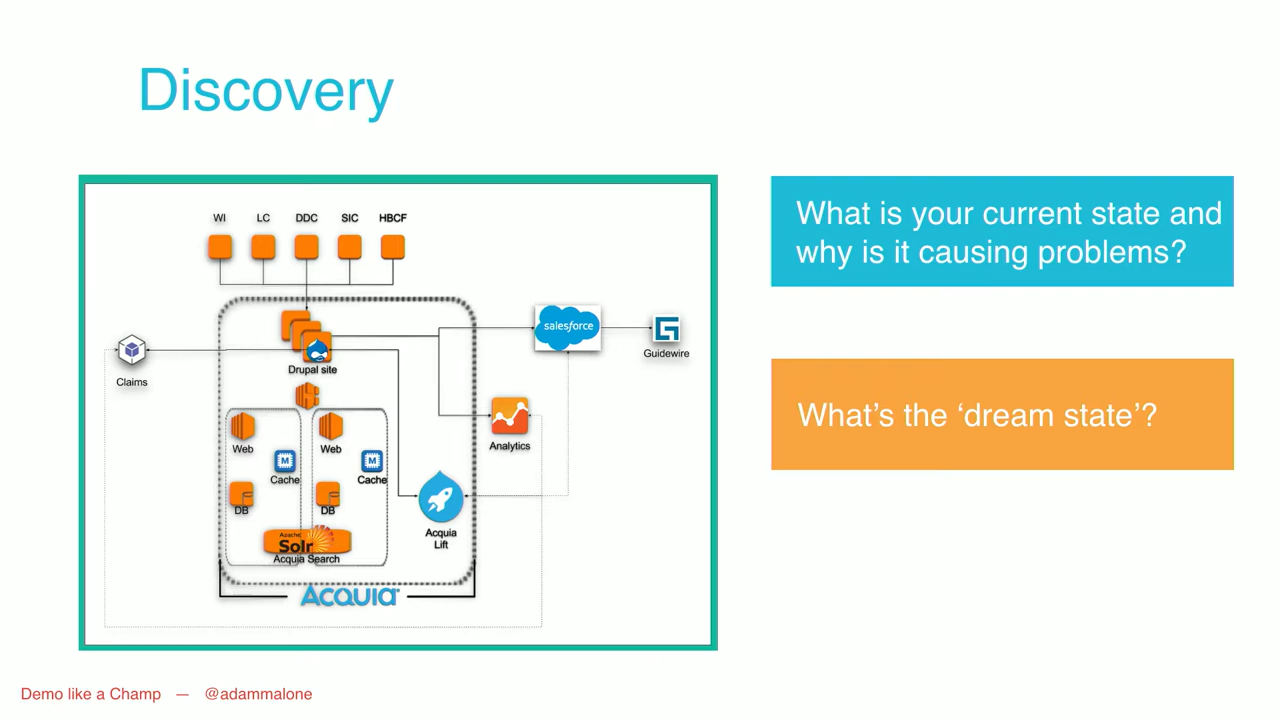 Discovery
WI LC DDC SIC HBCF
salesforce
Guidewire
Claims
Drupal site
Analytics
Web Web
M M
Cache Cache
DB DB
Acquia
Lift
Apache
Solr
Acquia Search
Acquia
What is your current state and
why is it causing problems?
What’s the ‘dream state’?
Demo like a Champ — @adammalone